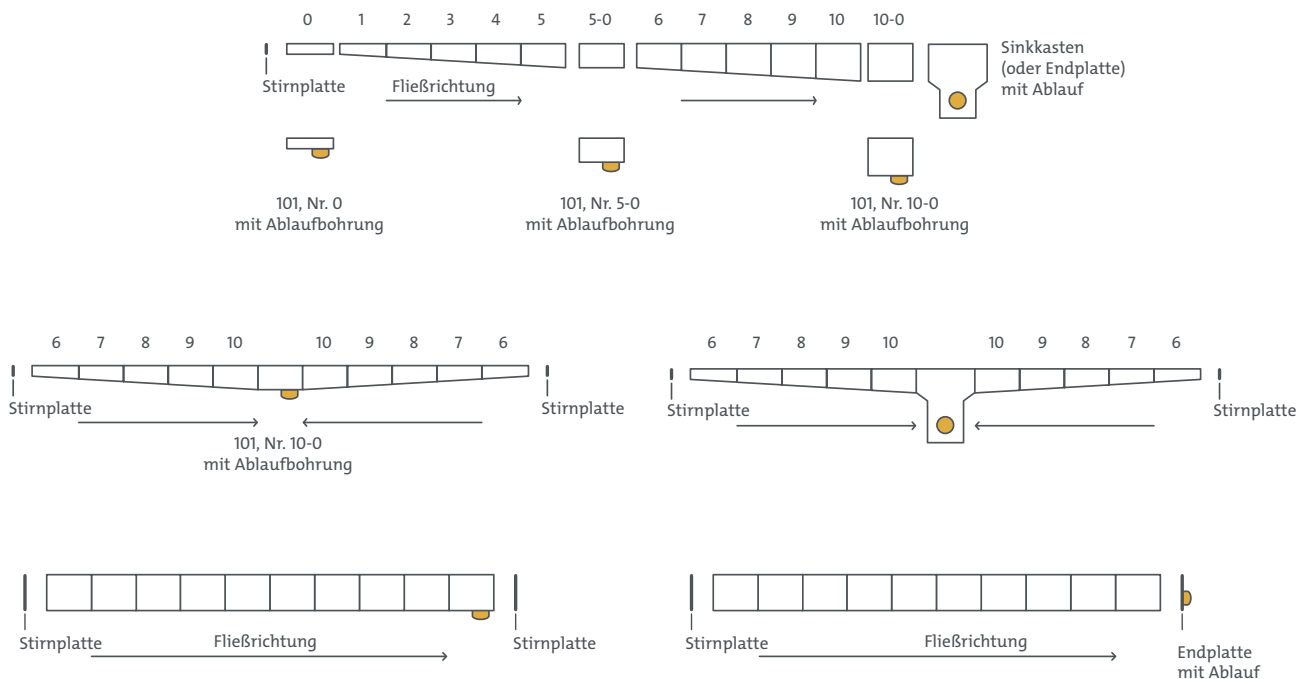 0 1 2 3 4 5 5-0 6 7 8 9 10 10-0
Sinkkasten
(oder Endplatte)
mit Ablauf
Stirnplatte
Fließrichtung
101, Nr. 0
mit Ablaufbohrung
101, Nr. 5-0
mit Ablaufbohrung
101, Nr. 10-0
mit Ablaufbohrung
6 7 8 9 10 10 9 8 7 6
Stirnplatte
Stirnplatte
101, Nr. 10-0
mit Ablaufbohrung
6 7 8 9 10 10 9 8 7 6
Stirnplatte
Stirnplatte
Stirnplatte
Fließrichtung
Stirnplatte
Stirnplatte
Fließrichtung
Endplatte
mit Ablauf